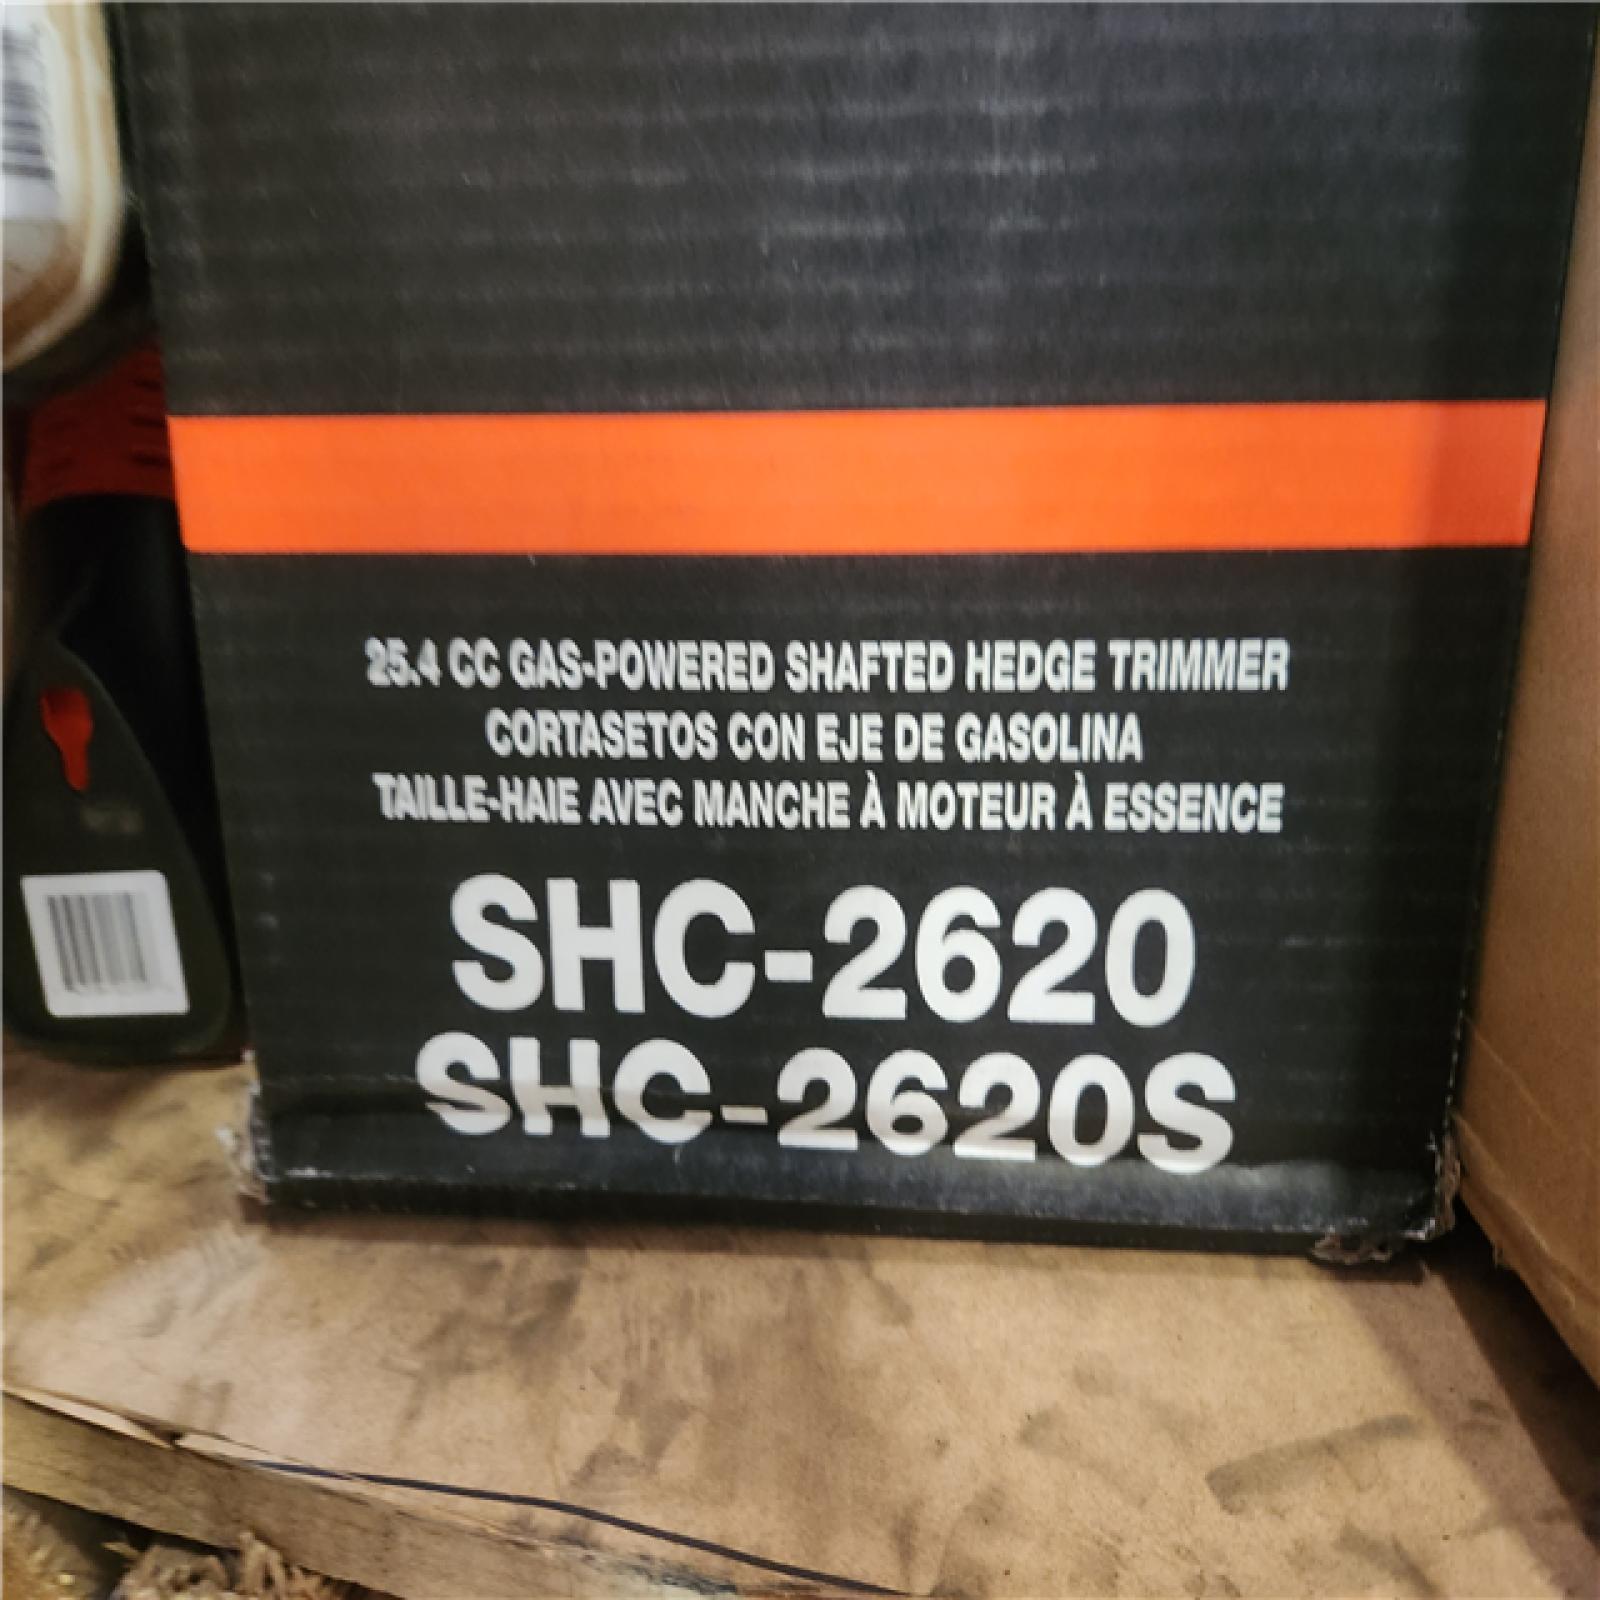 25.4 CC GAS-POWERED SHAFTED HEDGE TRIMMER
CORTASETOS CON EJE DE GASOLINA
TAILLE-HAIE AVEC MANCHE À MOTEUR À ESSENCE
SHC-2620
SHC-2620S